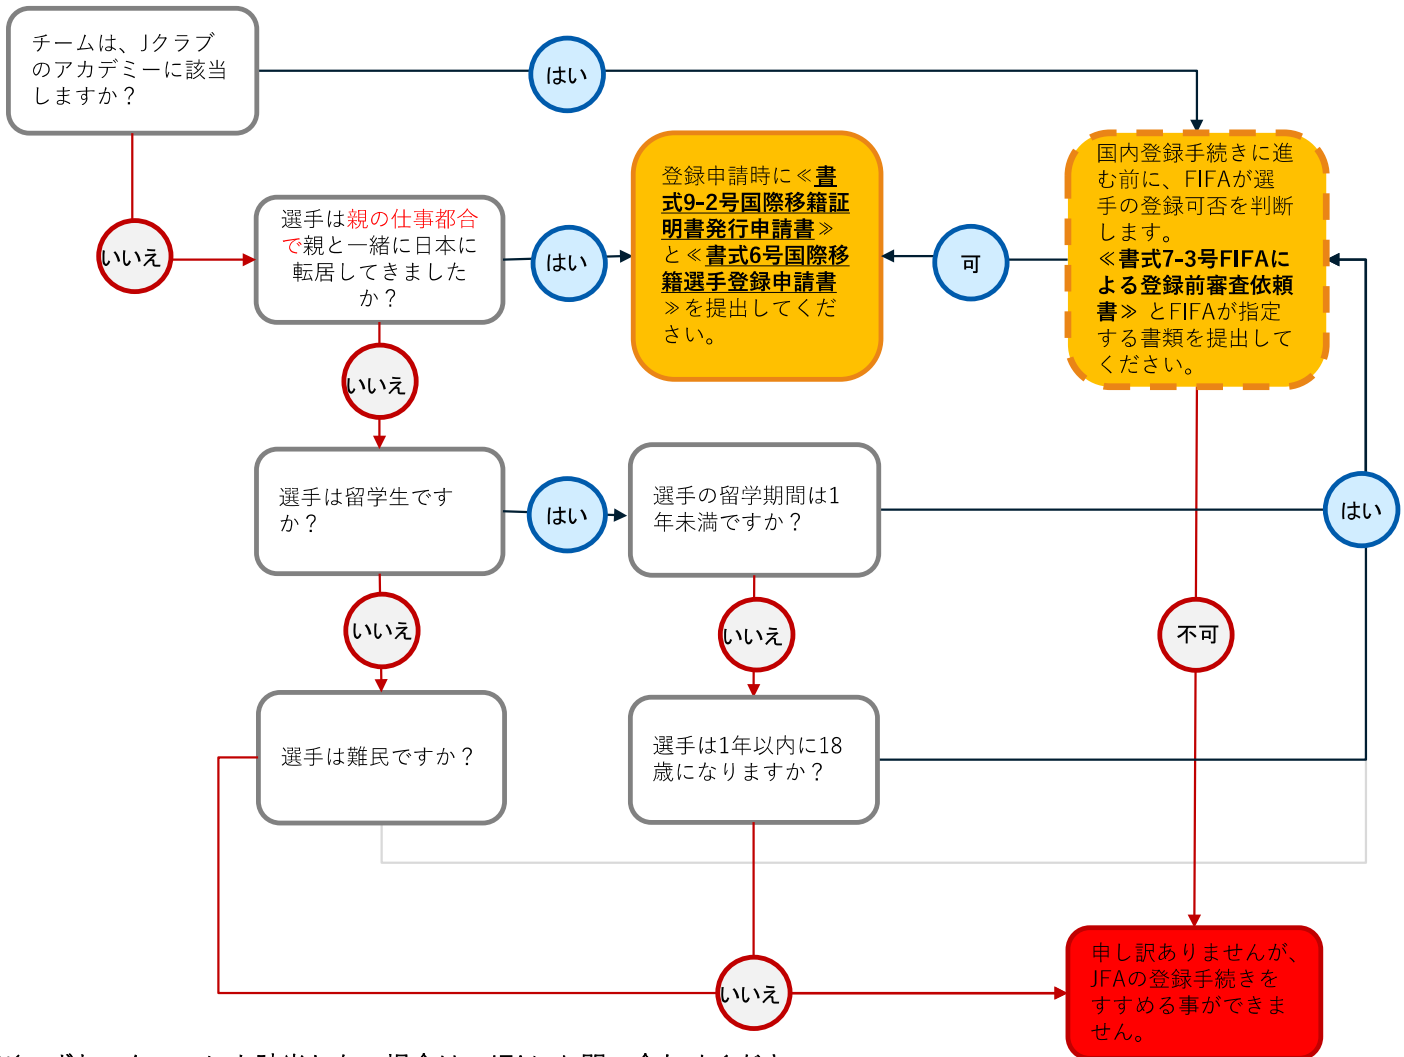 チームは、Jクラブ
のアカデミーに該当
しますか？
はい
いいえ
選手は親の仕事都合
で親と一緒に日本に
転居してきました
か？
はい
登録申請時に≪書
式9-2号国際移籍証
明書発行申請書≫
と≪書式6号国際移
籍選手登録申請書
≫を提出してくだ
さい。
可
国内登録手続きに進
む前に、FIFAが選
手の登録可否を判断
します。
≪書式7-3号FIFAに
よる登録前審査依頼
書≫ とFIFAが指定
する書類を提出して
ください。
いいえ
選手は留学生です
か？
はい
選手の留学期間は1
年未満ですか？
はい
いいえ
いいえ
不可
選手は難民ですか？
選手は1年以内に18
歳になりますか？
いいえ
申し訳ありませんが、
JFAの登録手続きを
すすめる事ができま
せん。